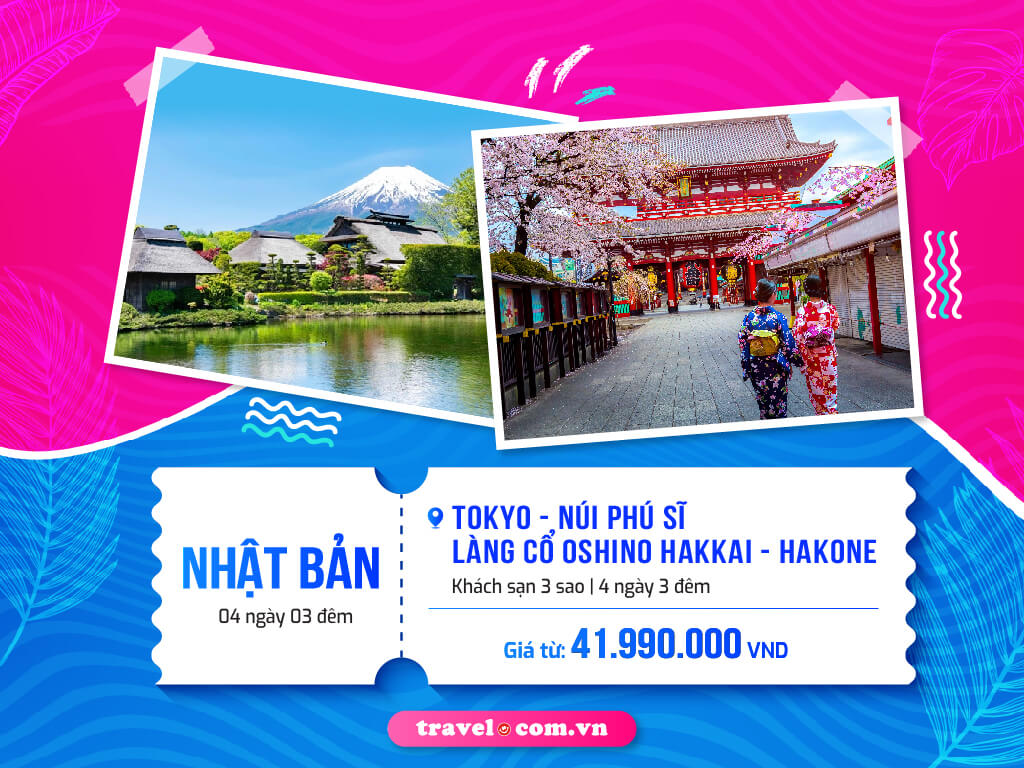 NHẬT BẢN
04 ngày 03 đêm
TOKYO - NÚI PHÚ SĨ
LÀNG CỔ OSHINO HAKKAI - HAKONE
Khách sạn 3 sao | 4 ngày 3 đêm
Giá từ: 41.990.000 VND
travel.com.vn